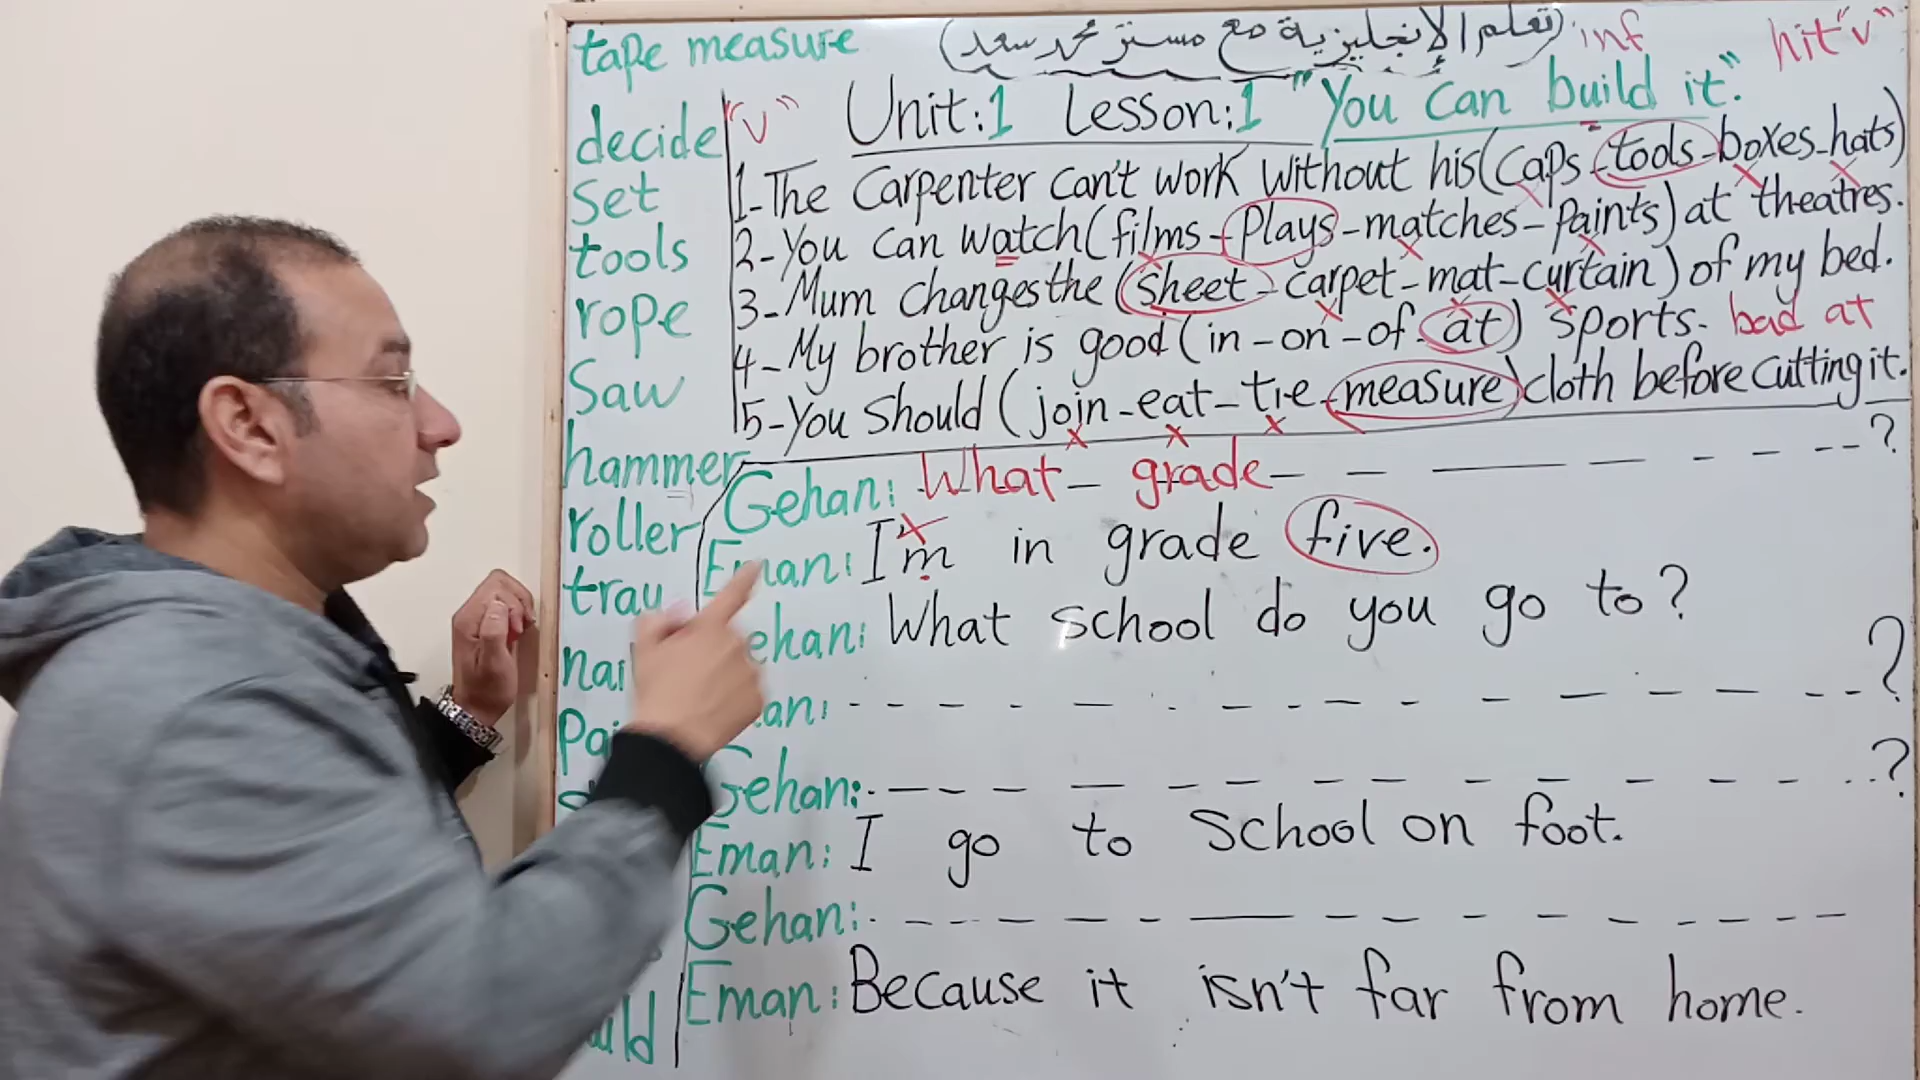 tape measure
(تعلم الإنجليزية مع مستر محمد سعد)
inf
hit "v"
decide "v"
Unit:1 Lesson:1 "You can build it."
set
tools
rope
saw
hammer
roller
tray
1-The carpenter can't work without his (caps-tools-boxes-hats)
2-You can watch (films-plays-matches-paints) at theatres.
3-Mum changes the (sheet-carpet-mat-curtain) of my bed.
4-My brother is good (in-on-of-at) sports. bad at
5-You should (join-eat-tie-measure) cloth before cutting it.
Gehan: What grade ?
Eman: I'm in grade five.
Gehan: What school do you go to?
?
Gehan: ?
Eman: I go to school on foot.
Gehan:
Eman: Because it isn't far from home.